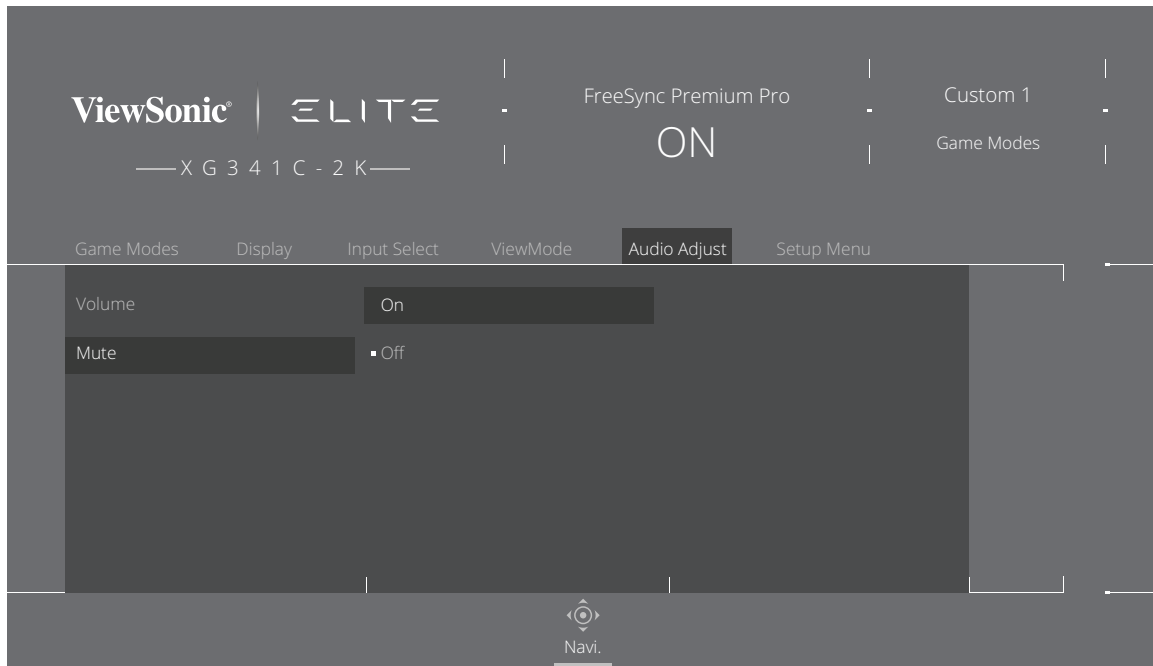 ViewSonic® ELITE
XG341C-2K
FreeSync Premium Pro
ON
Custom 1
Game Modes
Game Modes Display Input Select ViewMode Audio Adjust Setup Menu
Volume On
Mute Off
Navi.